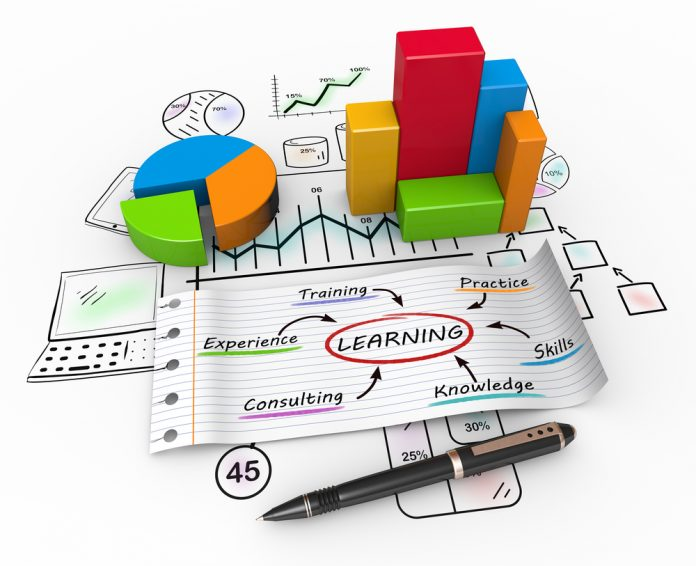 100%
70%
15%
30%
70%
25%
10%
06
08
Training
Practice
Experience
LEARNING
Skills
Consulting
Knowledge
30%
25%
45